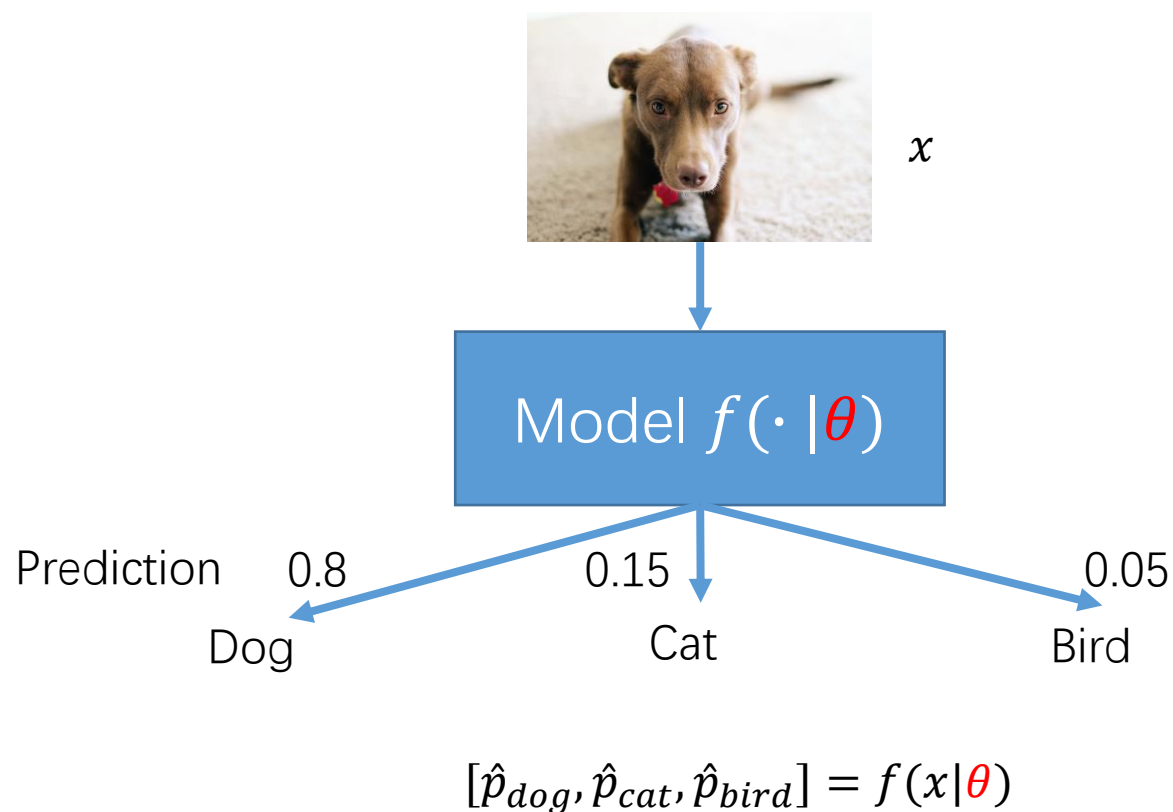 x
Model f(· |θ)
Prediction 0.8 0.15 0.05
Dog Cat Bird
[p̂_dog, p̂_cat, p̂_bird] = f(x|θ)